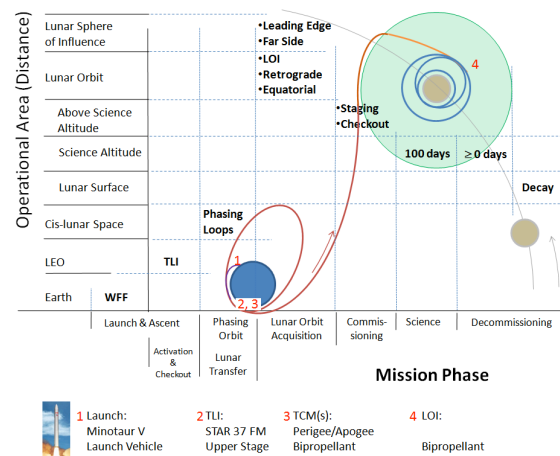 Operational Area (Distance)
Lunar Sphere
of Influence
Lunar Orbit
Above Science
Altitude
Science Altitude
Lunar Surface
Cis-lunar Space
LEO
Earth
•Leading Edge
•Far Side
•LOI
•Retrograde
•Equatorial
4
•Staging
•Checkout
100 days
≥0 days
Decay
Phasing
Loops
TLI
1
WFF
2, 3
Launch & Ascent
Activation
& Checkout
Phasing
Orbit
Lunar
Transfer
Lunar Orbit
Acquisition
Commis-
sioning
Science
Decommissioning
Mission Phase
1 Launch:
Minotaur V
Launch Vehicle
2 TLI:
STAR 37 FM
Upper Stage
3 TCM(s):
Perigee/Apogee
Bipropellant
4 LOI:
Bipropellant